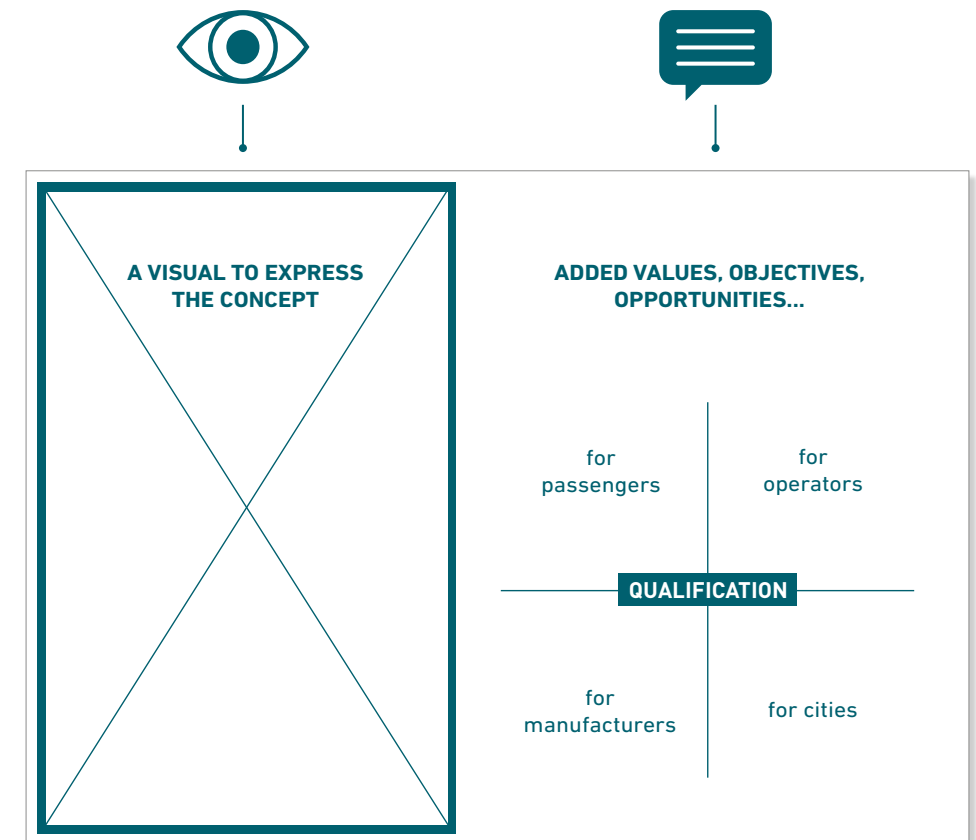 A VISUAL TO EXPRESS
THE CONCEPT
ADDED VALUES, OBJECTIVES,
OPPORTUNITIES...
for
passengers
for
operators
QUALIFICATION
for
manufacturers
for cities